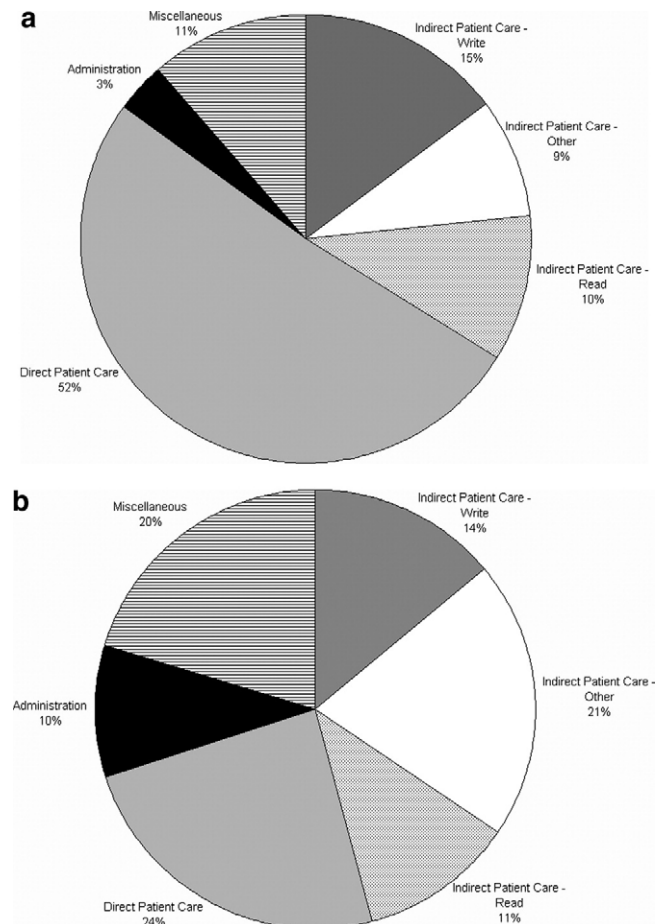 a
Miscellaneous
11%
Indirect Patient Care -
Write
15%
Administration
3%
Indirect Patient Care -
Other
9%
Indirect Patient Care -
Read
10%
Direct Patient Care
52%
b
Miscellaneous
20%
Indirect Patient Care -
Write
14%
Indirect Patient Care -
Other
21%
Administration
10%
Indirect Patient Care -
Read
11%
Direct Patient Care
24%